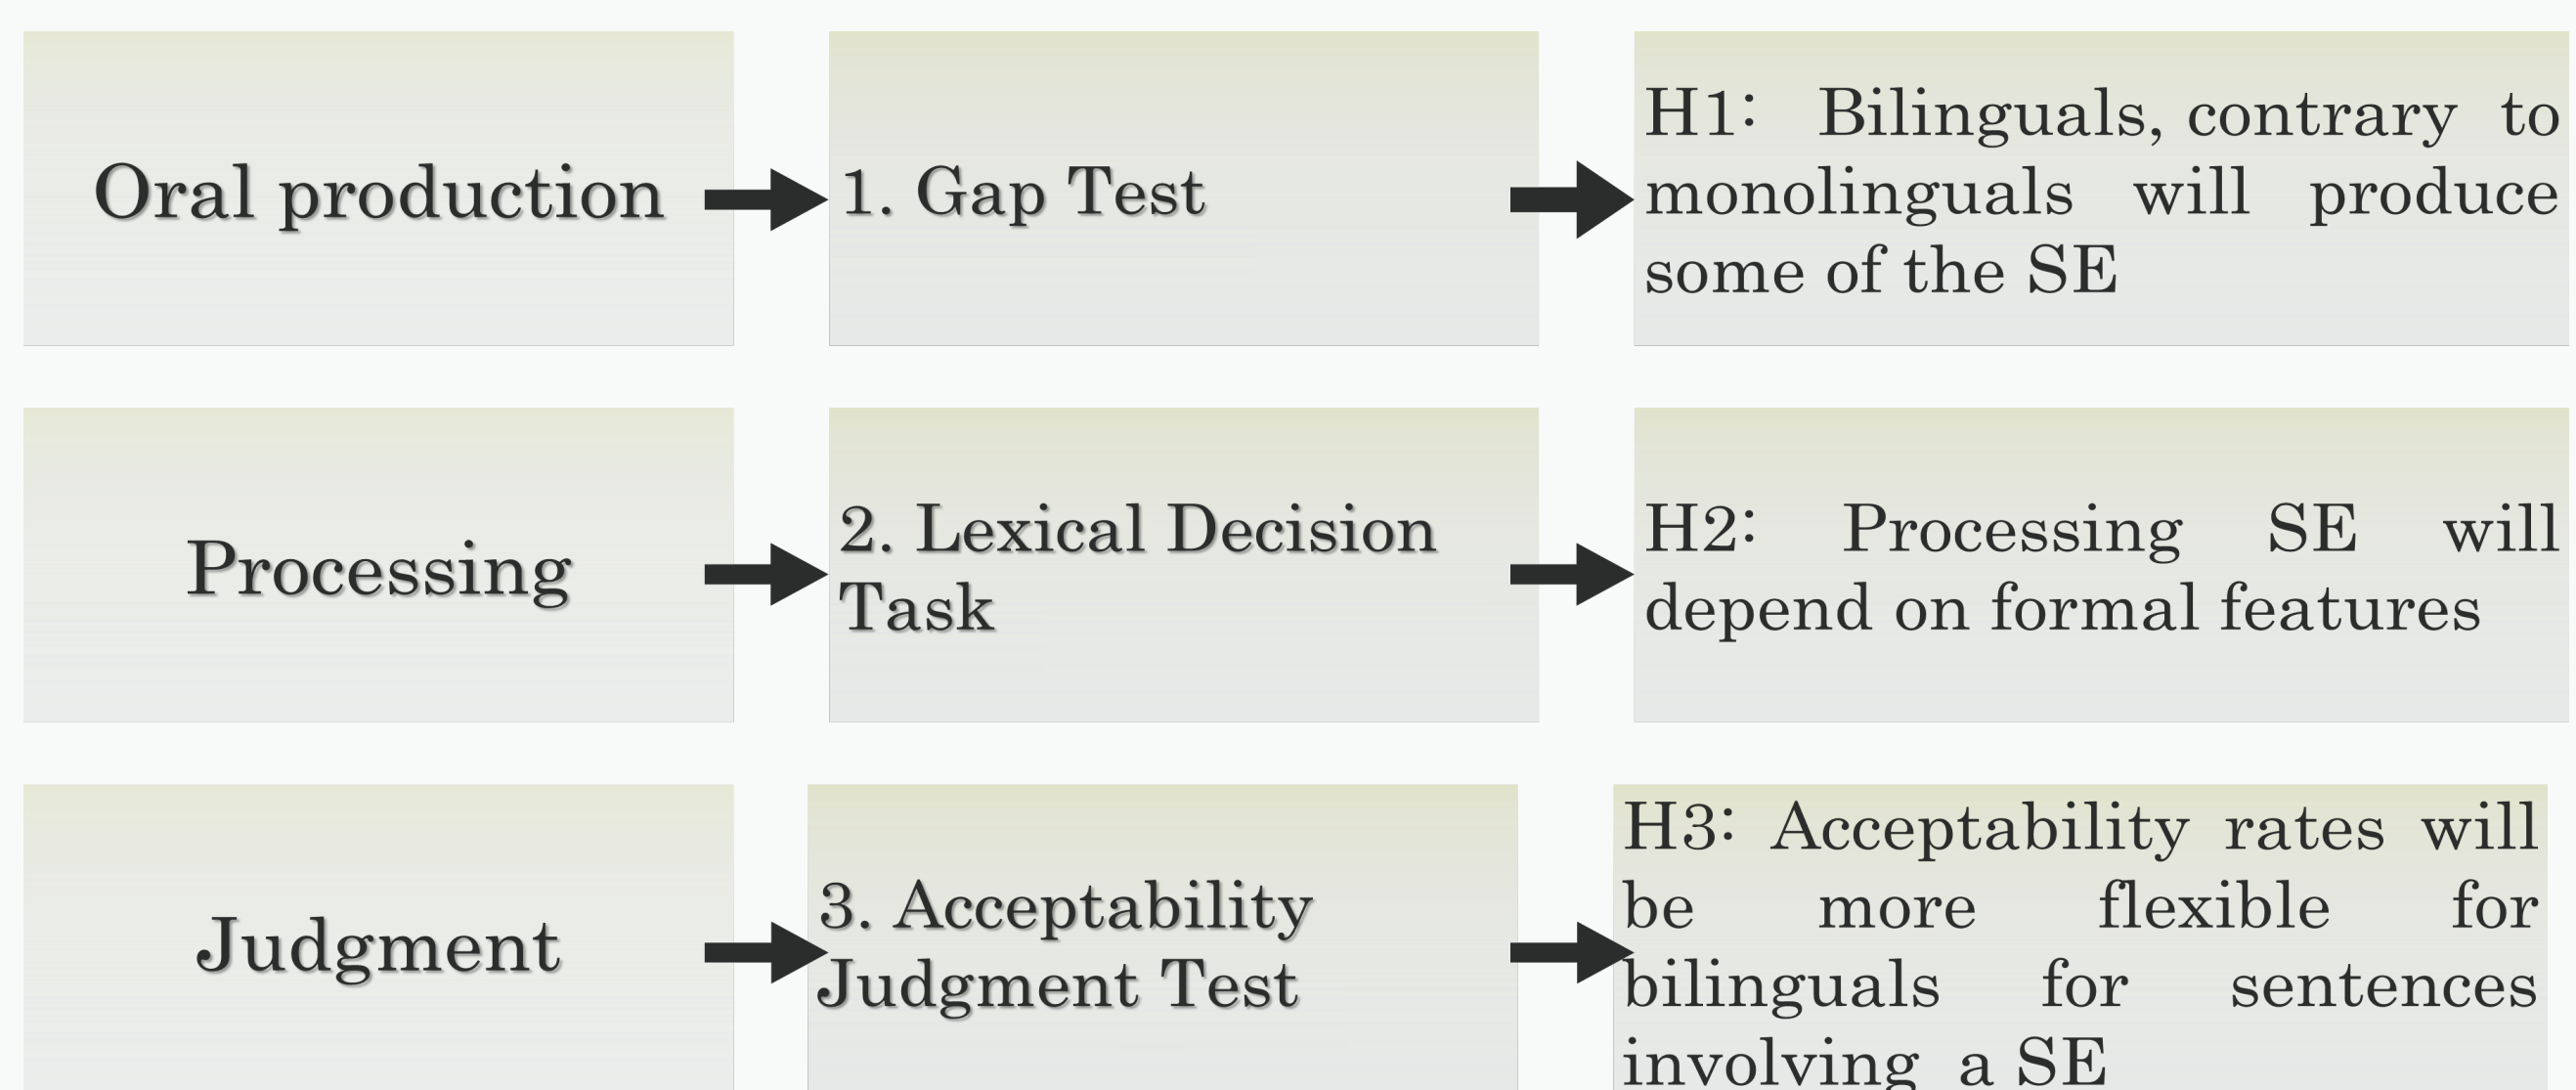 Oral production
1. Gap Test
H1: Bilinguals, contrary to
monolinguals will produce
some of the SE
Processing
2. Lexical Decision
Task
H2: Processing SE will
depend on formal features
Judgment
3. Acceptability
Judgment Test
H3: Acceptability rates will
be more flexible for
bilinguals for sentences
involving a SE